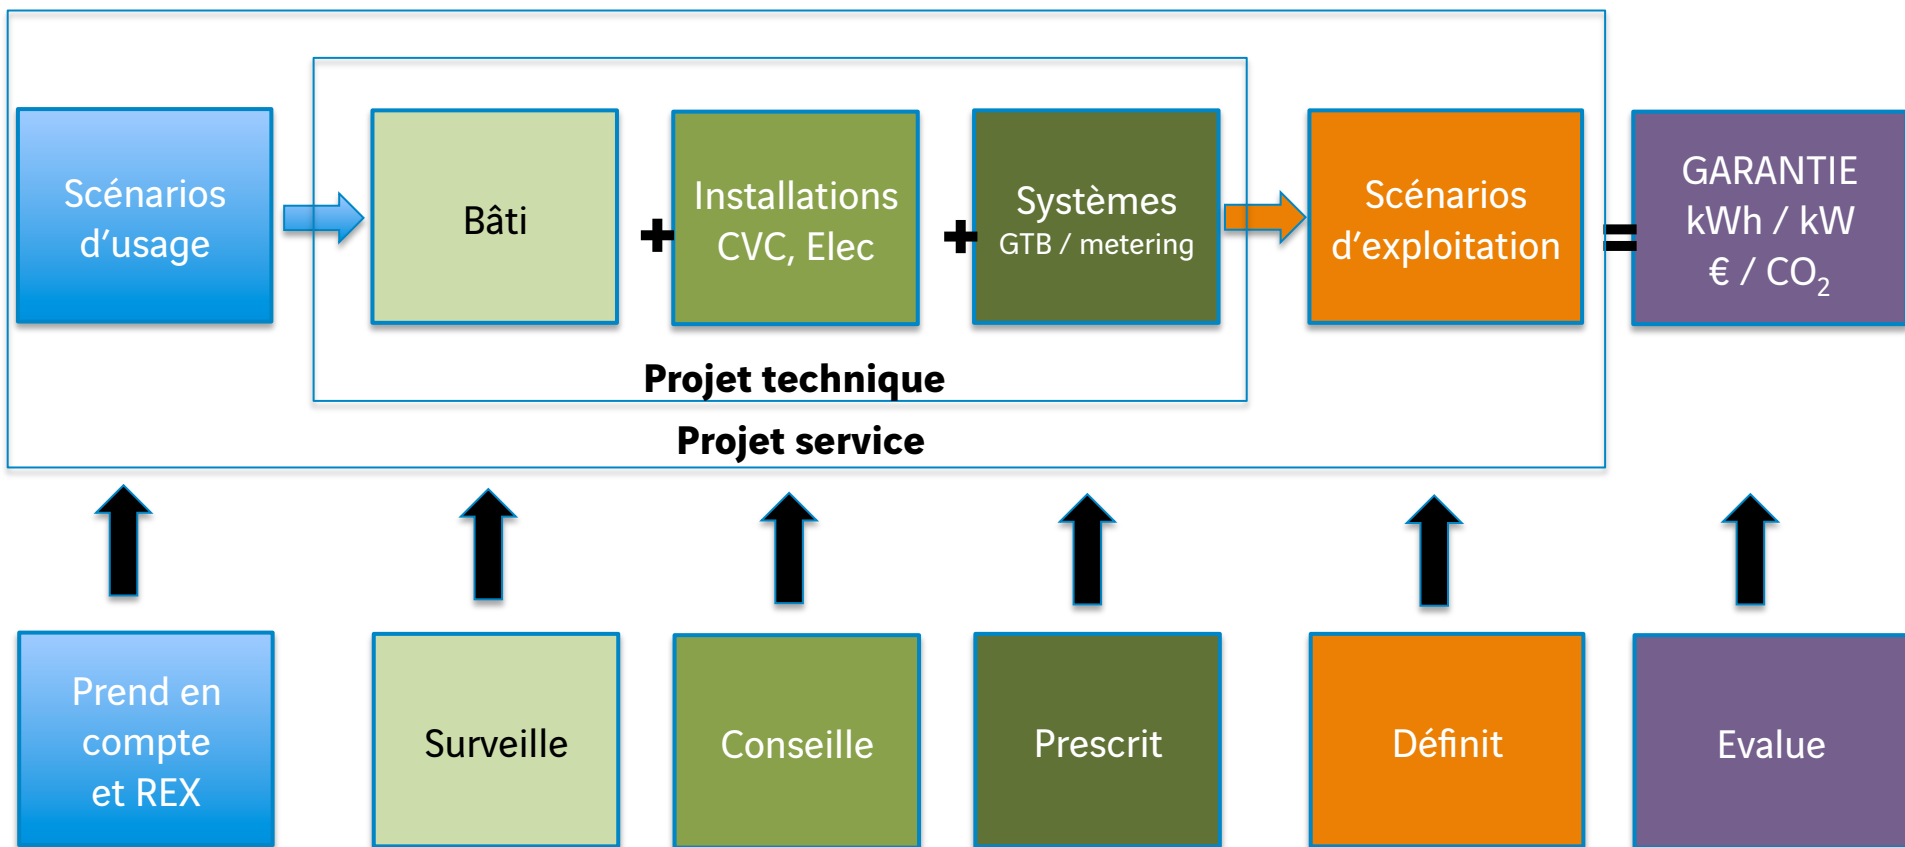 Scénarios
d’usage
Bâti
+
Installations
CVC, Elec
+
Systèmes
GTB / metering
Scénarios
d’exploitation
=
GARANTIE
kWh / kW
€ / CO₂
Projet technique
Projet service
Prend en
compte
et REX
Surveille
Conseille
Prescrit
Définit
Evalue